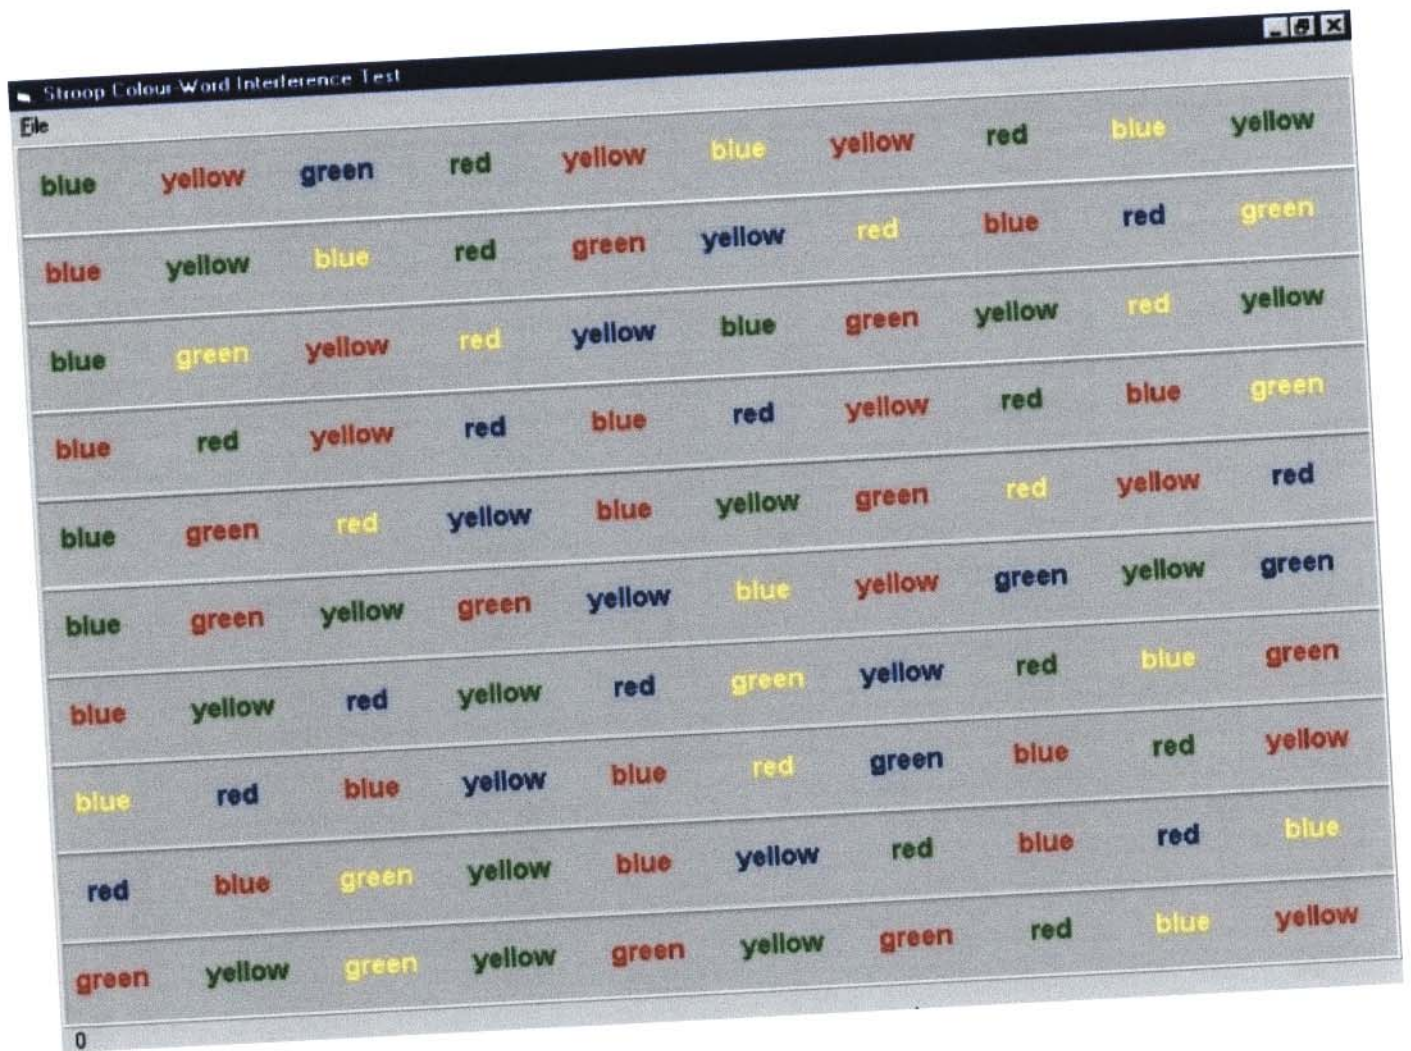 Stroop Colour-Word Interference Test
File
blue yellow green red yellow blue yellow red blue yellow
blue yellow blue red green yellow red blue red green
blue green yellow red yellow blue green yellow red yellow
blue red yellow red blue red yellow red blue green
blue green red yellow blue yellow green red yellow red
blue green yellow green yellow blue yellow green yellow green
blue yellow red yellow red green yellow red blue green
blue red blue yellow blue red green blue red yellow
red blue green yellow blue yellow red blue red blue
green yellow green yellow green yellow green red blue yellow
0